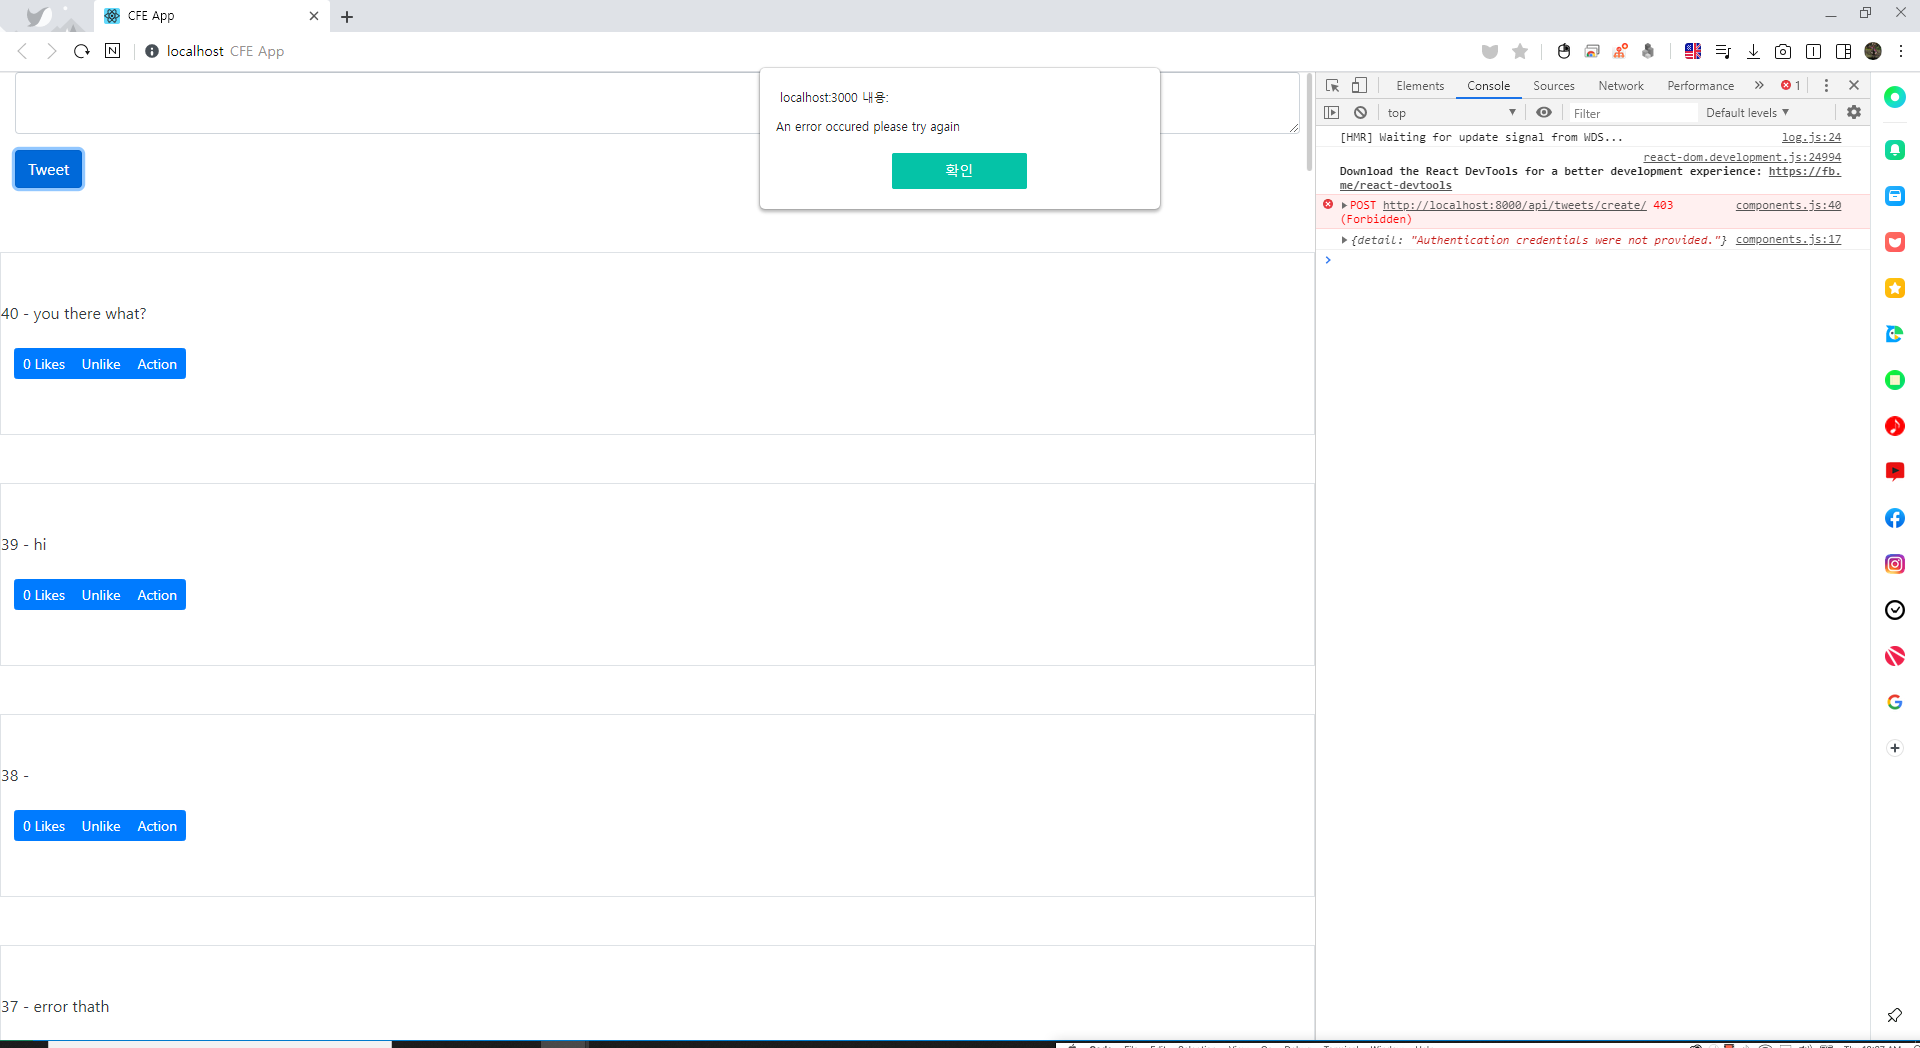 CFE App
localhost CFE App
localhost:3000 내용:
An error occured please try again
확인
Tweet
40 - you there what?
0 Likes Unlike Action
39 - hi
0 Likes Unlike Action
38 -
0 Likes Unlike Action
37 - error thath
Elements Console Sources Network Performance » 1
top Filter Default levels
[HMR] Waiting for update signal from WDS... log.js:24
react-dom.development.js:24994
Download the React DevTools for a better development experience: https://fb.
me/react-devtools
POST http://localhost:8000/api/tweets/create/ 403 components.js:40
(Forbidden)
{detail: "Authentication credentials were not provided."} components.js:17